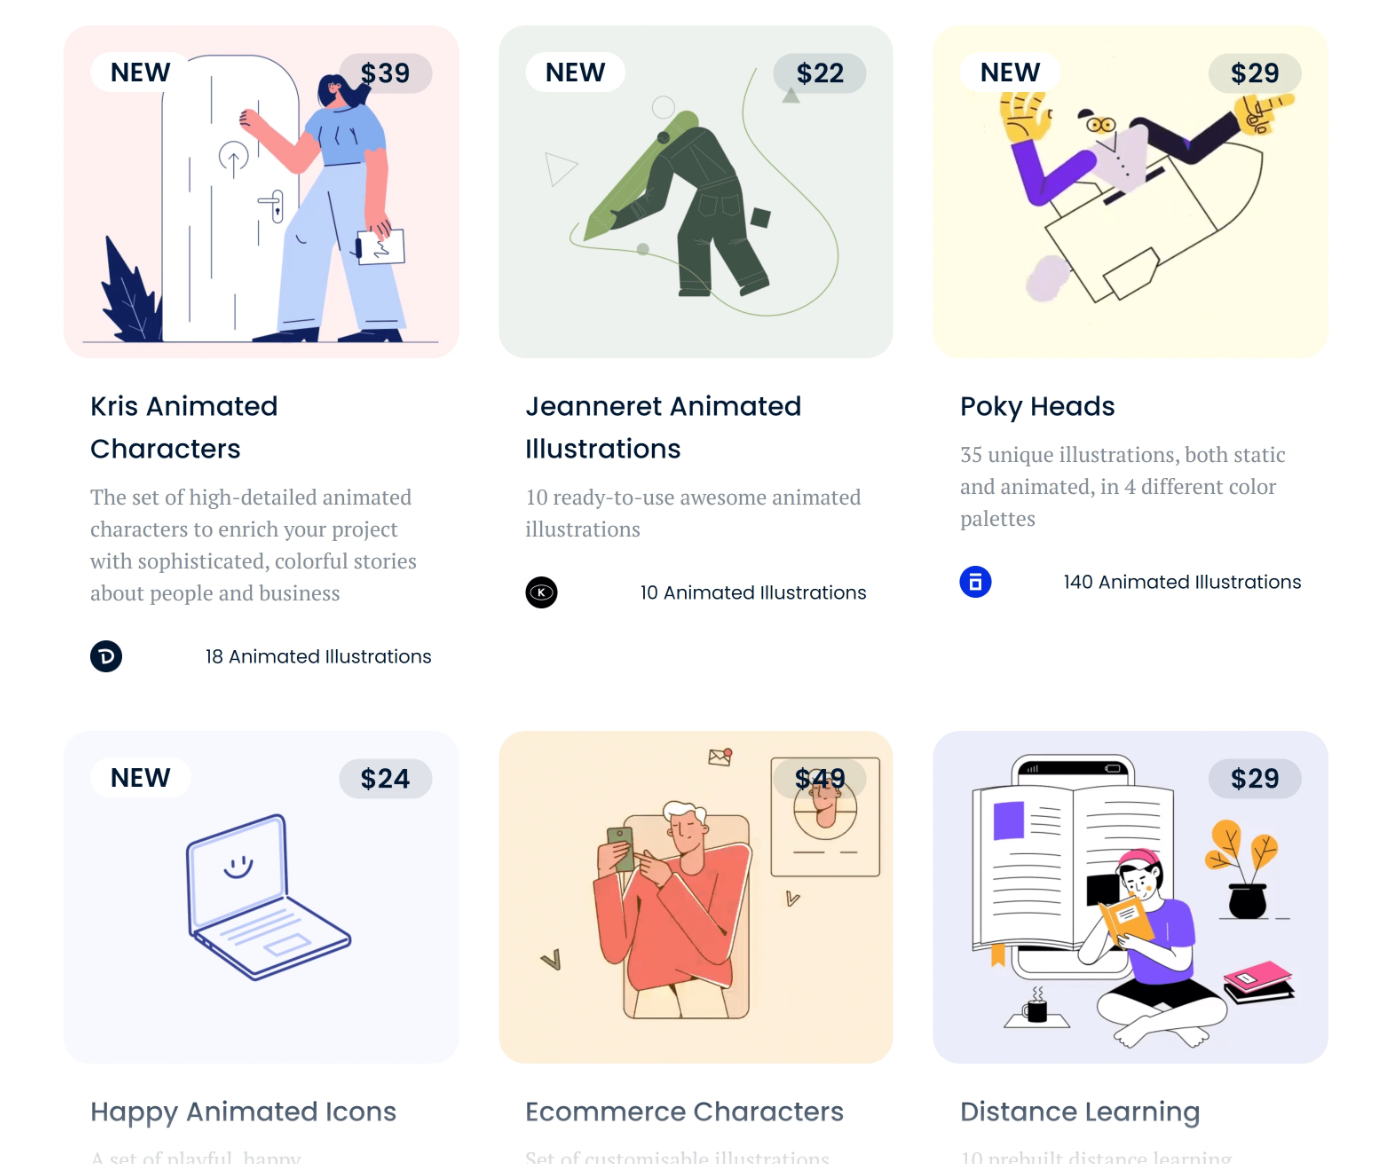 NEW
$39
NEW
$22
NEW
$29
Kris Animated
Characters
The set of high-detailed animated
characters to enrich your project
with sophisticated, colorful stories
about people and business
18 Animated Illustrations
Jeanneret Animated
Illustrations
10 ready-to-use awesome animated
illustrations
K
10 Animated Illustrations
Poky Heads
35 unique illustrations, both static
and animated, in 4 different color
palettes
140 Animated Illustrations
NEW
$24
$49
$29
Happy Animated Icons
A set of playful, happy
Ecommerce Characters
Set of customisable illustrations
Distance Learning
10 prebuilt distance learning